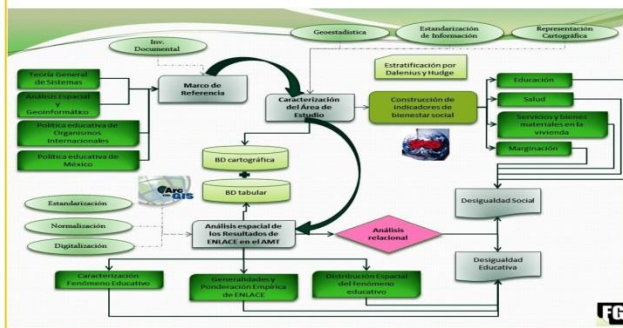 Geoestadística
Estandarización
de Información
Representación
Cartográfica
Inv.
Documental
Estratificación por
Dalenius y Hudge
Teoría General
de Sistemas
Análisis Espacial
y
Geoinformático
Política educativa de
Organismos
Internacionales
Política educativa de
México
Marco de
Referencia
Caracterización
del Área de
Estudio
Construcción de
indicadores de
bienestar social
Educación
Salud
Servicios y bienes
materiales en la
vivienda
Marginación
BD cartográfica
BD tabular
Arc
GIS
Estandarización
Normalización
Digitalización
Análisis espacial de
los Resultados de
ENLACE en el AMT
Análisis
relacional
Desigualdad Social
Desigualdad
Educativa
Caracterización
Fenómeno Educativo
Generalidades y
Ponderación Empírica
de ENLACE
Distribución Espacial
del fenómeno
educativo
FG